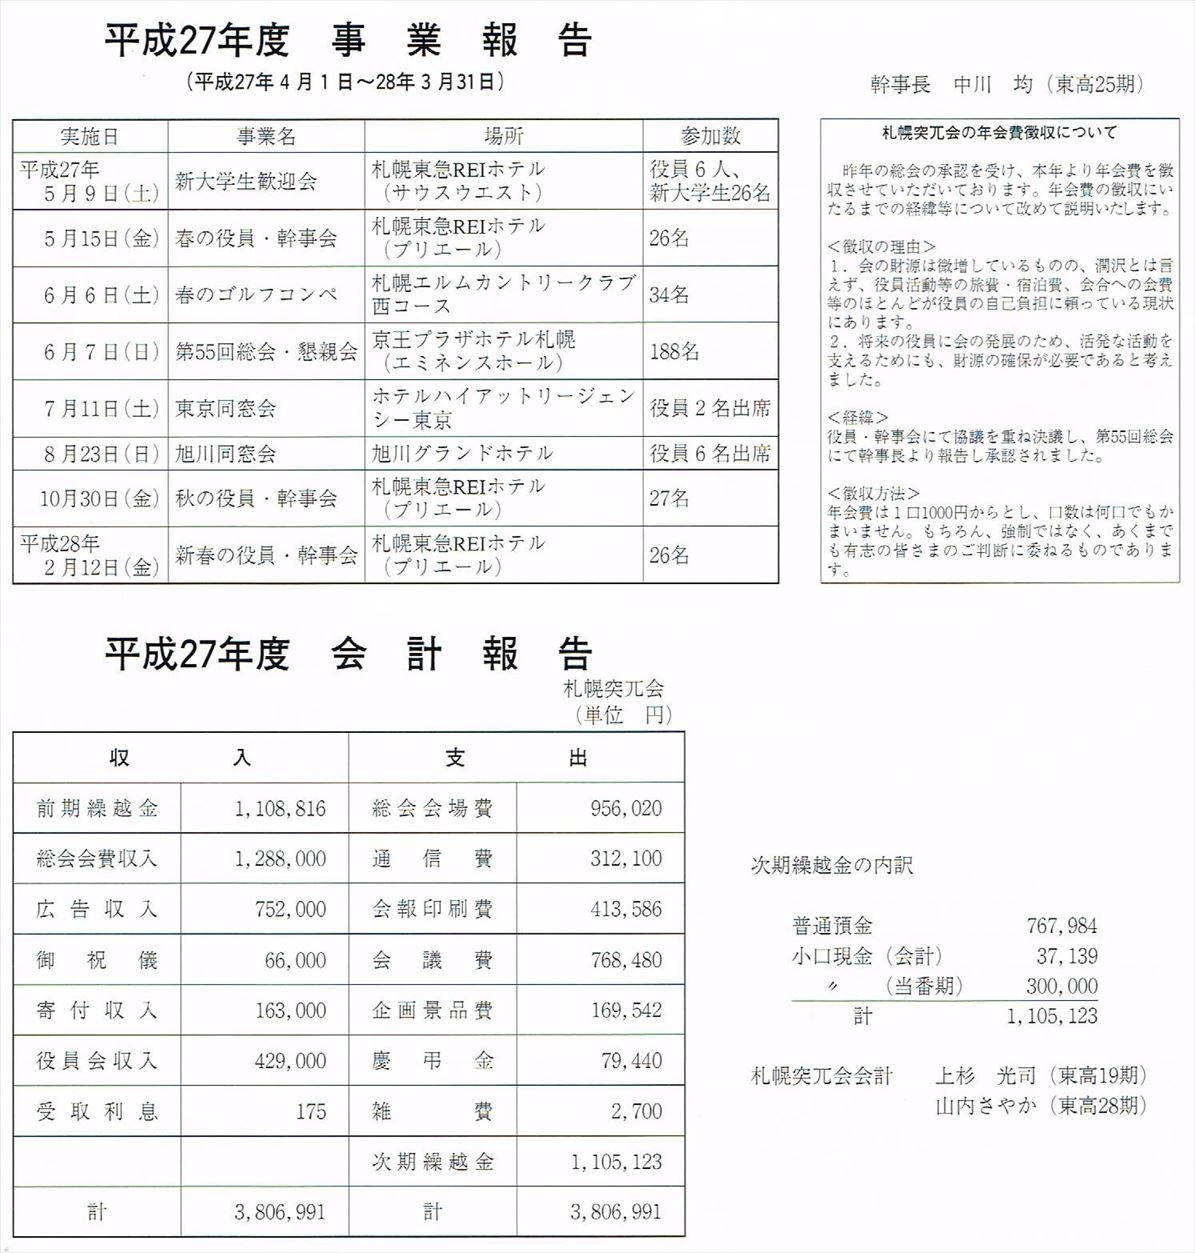 平成27年度　事　業　報　告
（平成27年４月１日〜28年３月31日）
幹事長　中川　均（東高25期）
実施日　事業名　場所　参加数
平成27年
５月９日(土)　新大学生歓迎会　札幌東急REIホテル
（サウスウエスト）　役員６人、
新大学生26名
５月15日(金)　春の役員・幹事会　札幌東急REIホテル
（プリエール）　26名
６月６日(土)　春のゴルフコンペ　札幌エルムカントリークラブ
西コース　34名
６月７日(日)　第55回総会・懇親会　京王プラザホテル札幌
（エミネンスホール）　188名
７月11日(土)　東京同窓会　ホテルハイアットリージェン
シー東京　役員２名出席
８月23日(日)　旭川同窓会　旭川グランドホテル　役員６名出席
10月30日(金)　秋の役員・幹事会　札幌東急REIホテル
（プリエール）　27名
平成28年
２月12日(金)　新春の役員・幹事会　札幌東急REIホテル
（プリエール）　26名
札幌突兀会の年会費徴収について
昨年の総会の承認を受け、本年より年会費を徴
収させていただいております。年会費の徴収にい
たるまでの経緯等について改めて説明いたします。
＜徴収の理由＞
１．会の財源は微増しているものの、潤沢とは言
えず、役員活動等の旅費・宿泊費、会合への会費
等のほとんどが役員の自己負担に頼っている現状
にあります。
２．将来の役員に会の発展のため、活発な活動を
支えるためにも、財源の確保が必要であると考え
ました。
＜経緯＞
役員・幹事会にて協議を重ね決議し、第55回総会
にて幹事長より報告し承認されました。
＜徴収方法＞
年会費は１口1000円からとし、口数は何口でもか
まいません。もちろん、強制ではなく、あくまで
も有志の皆さまのご判断に委ねるものでありま
す。
平成27年度　会　計　報　告
札幌突兀会
（単位　円）
収　入　支　出
前期繰越金　1,108,816　総会会場費　956,020
総会会費収入　1,288,000　通信費　312,100
広告収入　752,000　会報印刷費　413,586
御祝儀　66,000　会議費　768,480
寄付収入　163,000　企画景品費　169,542
役員会収入　429,000　慶弔金　79,440
受取利息　175　雑費　2,700
次期繰越金　1,105,123
計　3,806,991　計　3,806,991
次期繰越金の内訳
普通預金　767,984
小口現金（会計）　37,139
〃　（当番期）　300,000
計　1,105,123
札幌突兀会会計　上杉　光司（東高19期）
山内さやか（東高28期）